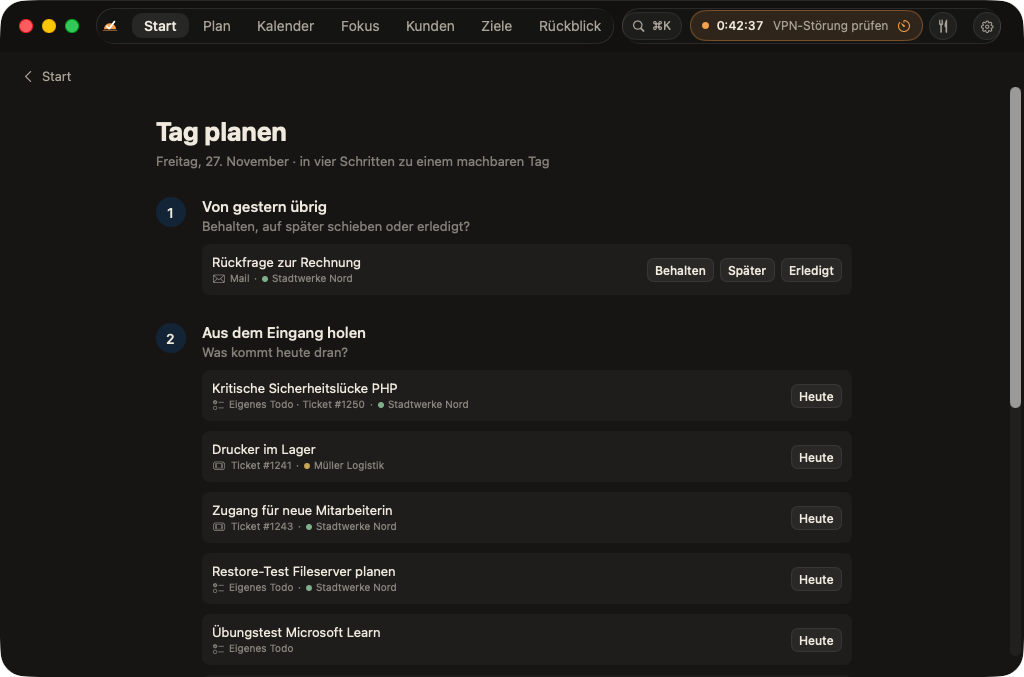 Start Plan Kalender Fokus Kunden Ziele Rückblick ⌘K 0:42:37 VPN-Störung prüfen
Start
Tag planen
Freitag, 27. November · in vier Schritten zu einem machbaren Tag
1 Von gestern übrig
Behalten, auf später schieben oder erledigt?
Rückfrage zur Rechnung
Mail · Stadtwerke Nord
Behalten Später Erledigt
2 Aus dem Eingang holen
Was kommt heute dran?
Kritische Sicherheitslücke PHP
Eigenes Todo · Ticket #1250 · Stadtwerke Nord
Heute
Drucker im Lager
Ticket #1241 · Müller Logistik
Heute
Zugang für neue Mitarbeiterin
Ticket #1243 · Stadtwerke Nord
Heute
Restore-Test Fileserver planen
Eigenes Todo · Stadtwerke Nord
Heute
Übungstest Microsoft Learn
Eigenes Todo
Heute